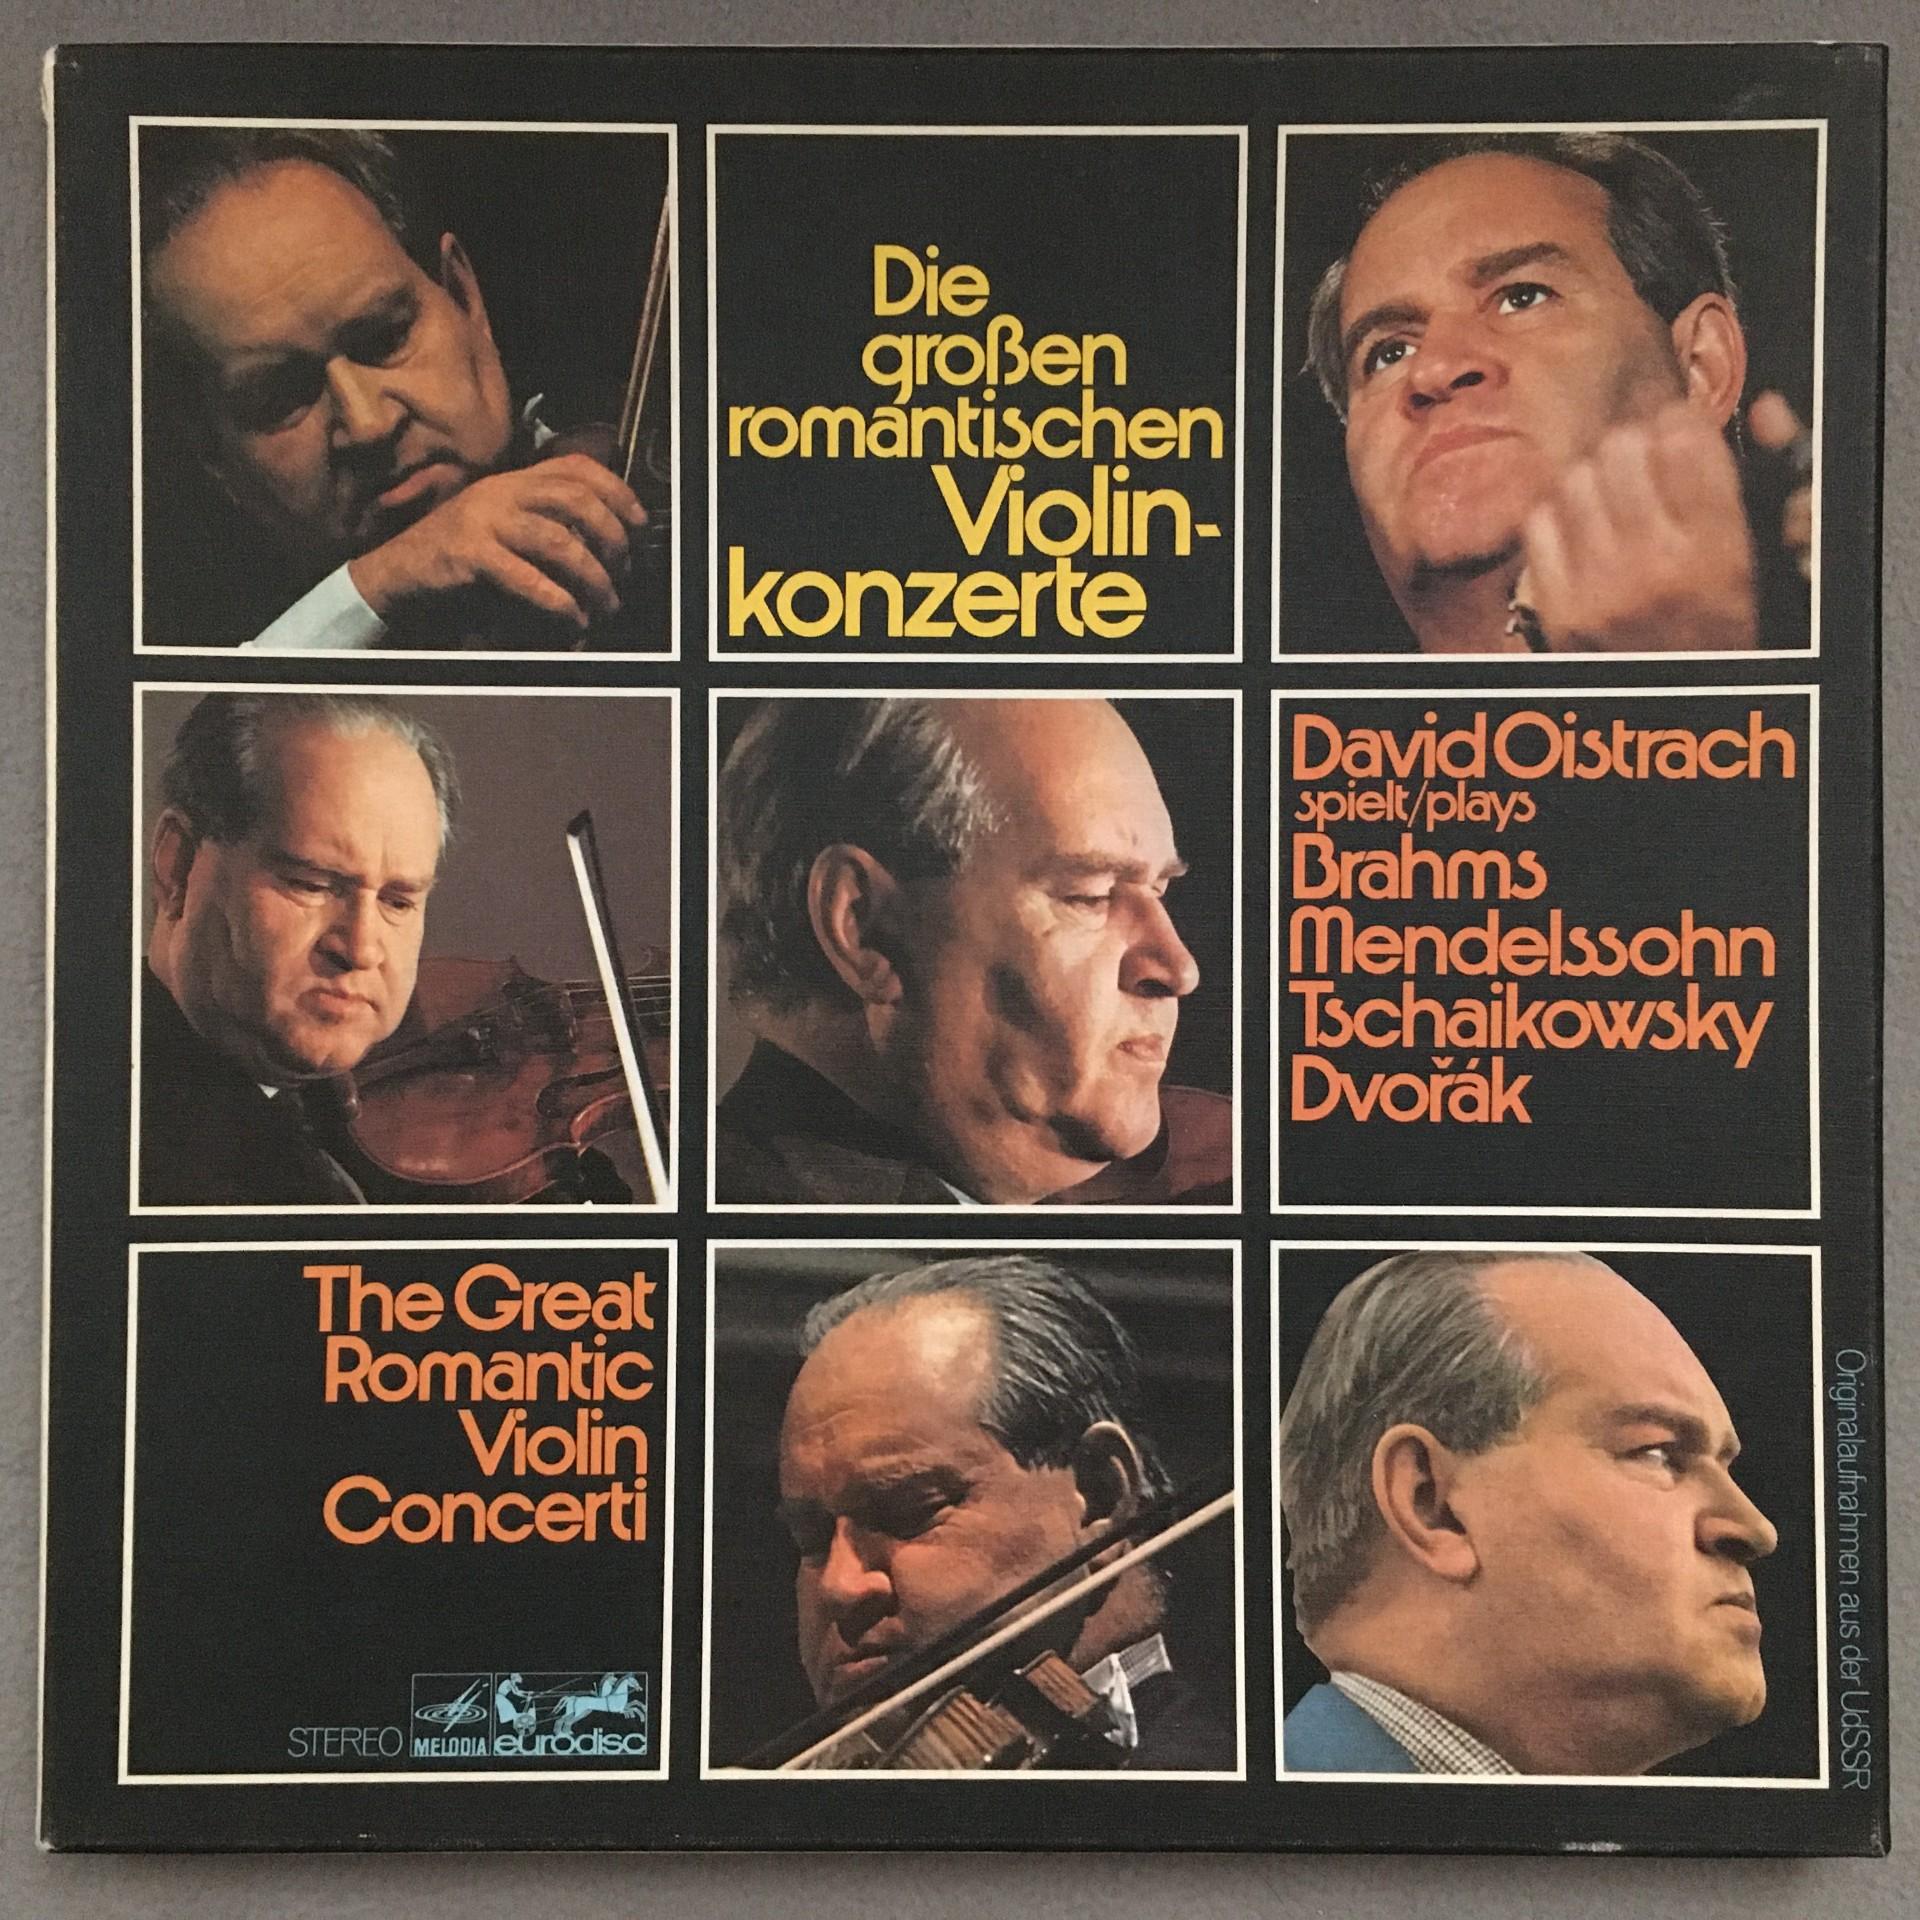 Die
großen
romantischen
Violin-
konzerte
David Oistrach
spielt/plays
Brahms
Mendelssohn
Tschaikowsky
Dvořák
The Great
Romantic
Violin
Concerti
STEREO
MELODIA
eurodisc
Originalaufnahmen aus der UdSSR